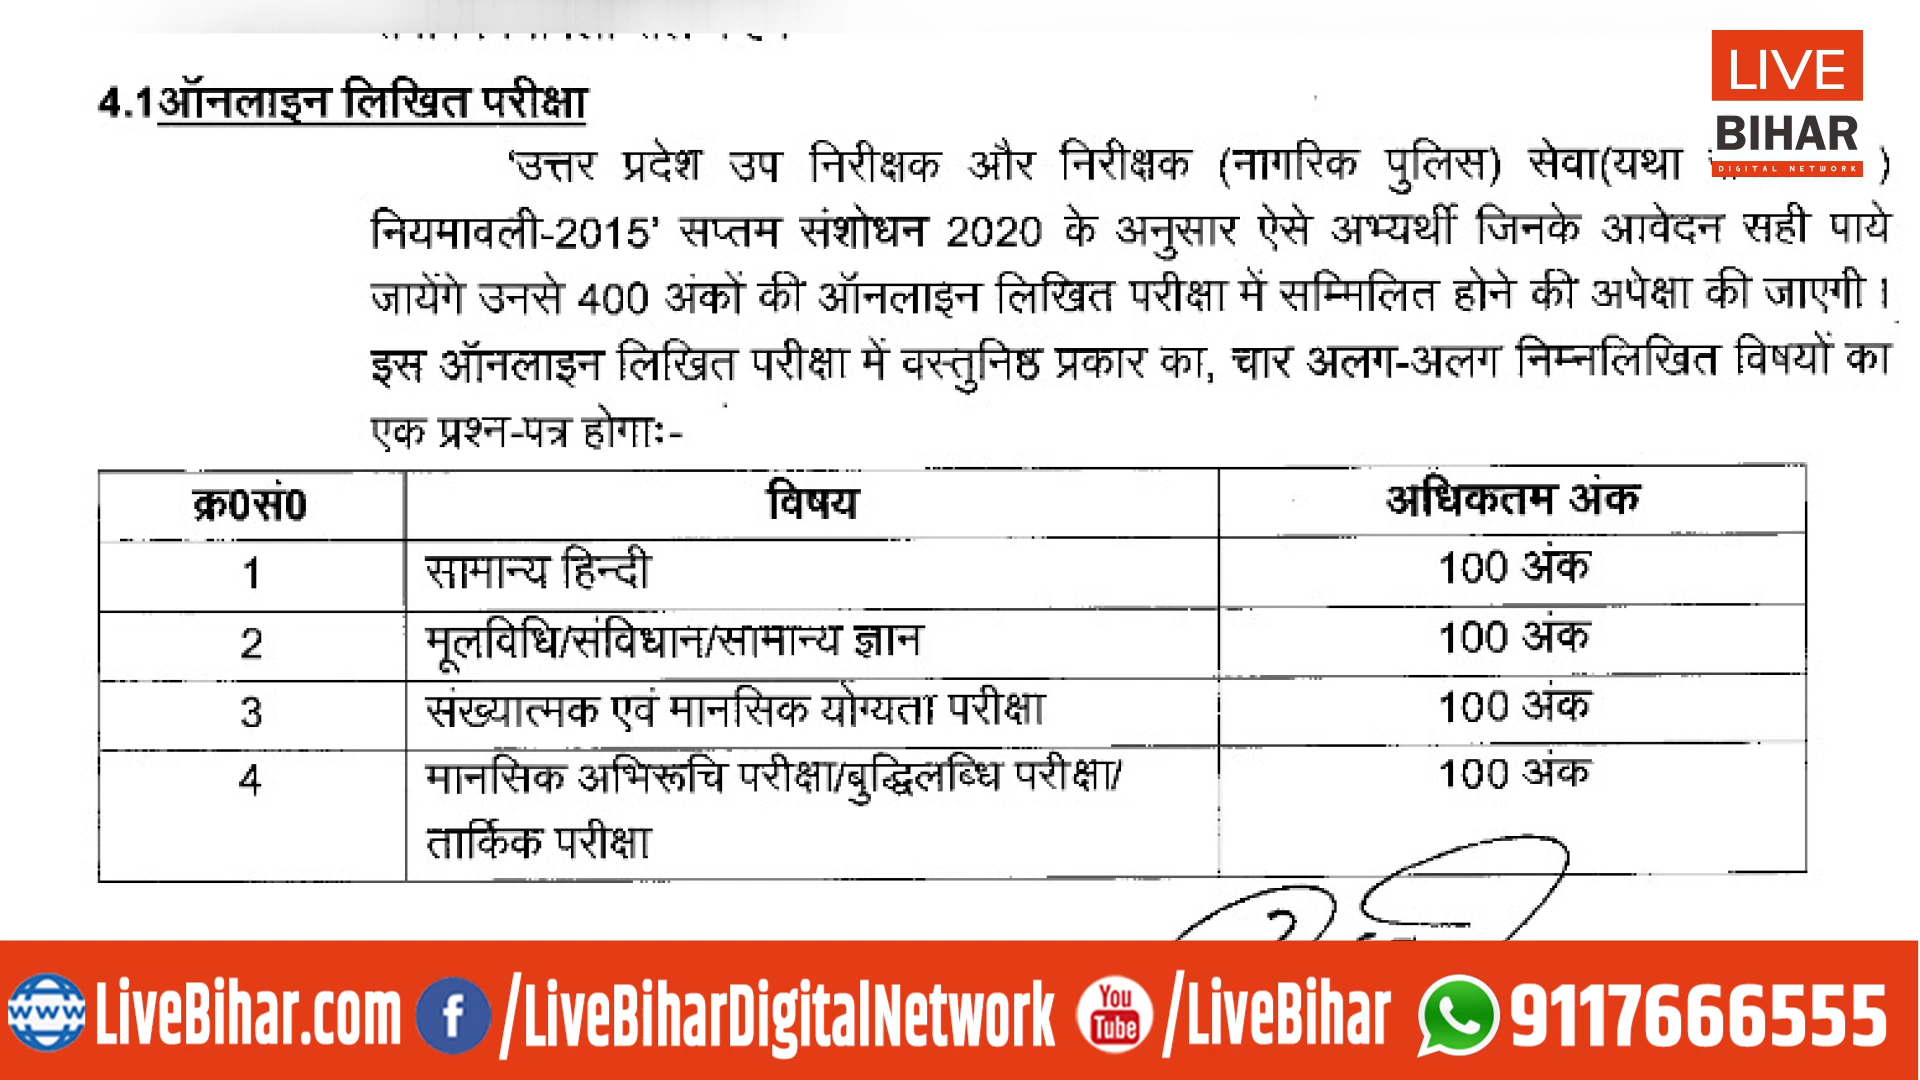 4.1ऑनलाइन लिखित परीक्षा
LIVE
BIHAR
DIGITAL NETWORK
'उत्तर प्रदेश उप निरीक्षक और निरीक्षक (नागरिक पुलिस) सेवा(यथा )
नियमावली-2015’ सप्तम संशोधन 2020 के अनुसार ऐसे अभ्यर्थी जिनके आवेदन सही पाये
जायेंगे उनसे 400 अंकों की ऑनलाइन लिखित परीक्षा में सम्मिलित होने की अपेक्षा की जाएगी।
इस ऑनलाइन लिखित परीक्षा में वस्तुनिष्ठ प्रकार का, चार अलग-अलग निम्नलिखित विषयों का
एक प्रश्न-पत्र होगाः-
क्र0सं0 विषय अधिकतम अंक
1 सामान्य हिन्दी 100 अंक
2 मूलविधि/संविधान/सामान्य ज्ञान 100 अंक
3 संख्यात्मक एवं मानसिक योग्यता परीक्षा 100 अंक
4 मानसिक अभिरूचि परीक्षा/बुद्धिलब्धि परीक्षा/ 100 अंक
तार्किक परीक्षा
www LiveBihar.com f /LiveBiharDigitalNetwork You Tube /LiveBihar 9117666555